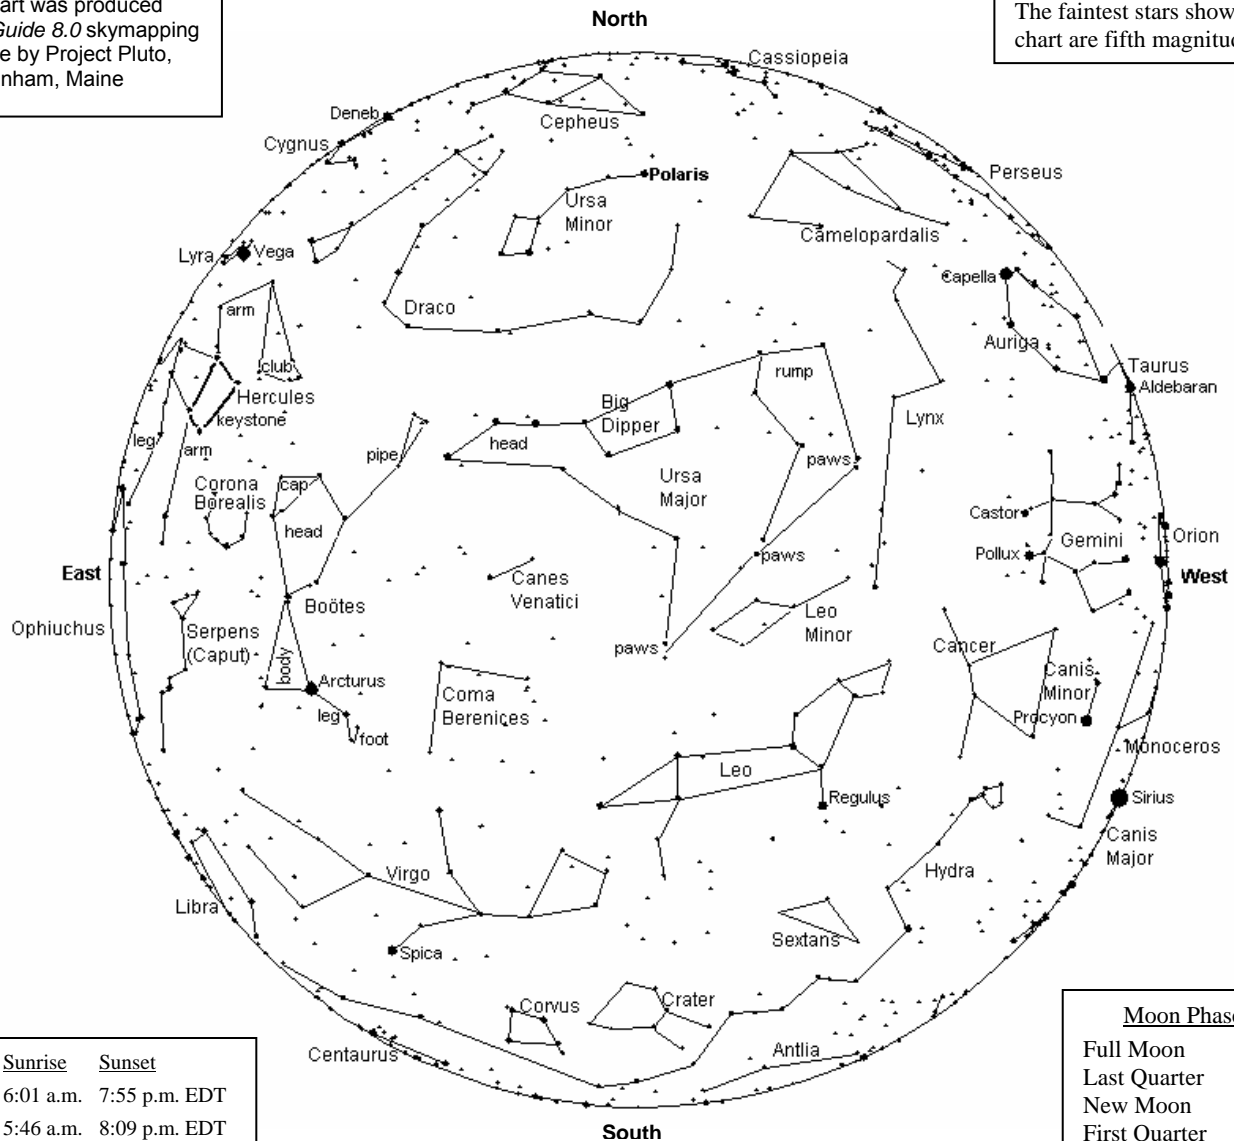 art was produced
Guide 8.0 skymapping
e by Project Pluto,
nham, Maine
North
The faintest stars show
chart are fifth magnitud
Cassiopeia
Deneb
Cepheus
Cygnus
Perseus
Polaris
Ursa
Minor
Camelopardalis
Lyra
Vega
Capella
Draco
arm
Auriga
club
rump
Taurus
Aldebaran
Hercules
keystone
Big
Dipper
Lynx
leg
arm
pipe
head
paws
Corona
Borealis
cap
Ursa
Major
Castor
head
Gemini
Orion
Pollux
paws
East
Canes
Venatici
West
Boötes
Leo
Minor
Ophiuchus
Serpens
(Caput)
Cancer
paws
body
Arcturus
Coma
Berenices
Canis
Minor
leg
Procyon
foot
Monoceros
Leo
Regulus
Sirius
Canis
Major
Virgo
Hydra
Libra
Sextans
Spica
Corvus
Crater
Centaurus
Antlia
Sunrise Sunset
6:01 a.m. 7:55 p.m. EDT
5:46 a.m. 8:09 p.m. EDT
Moon Phase
Full Moon
Last Quarter
New Moon
First Quarter
South